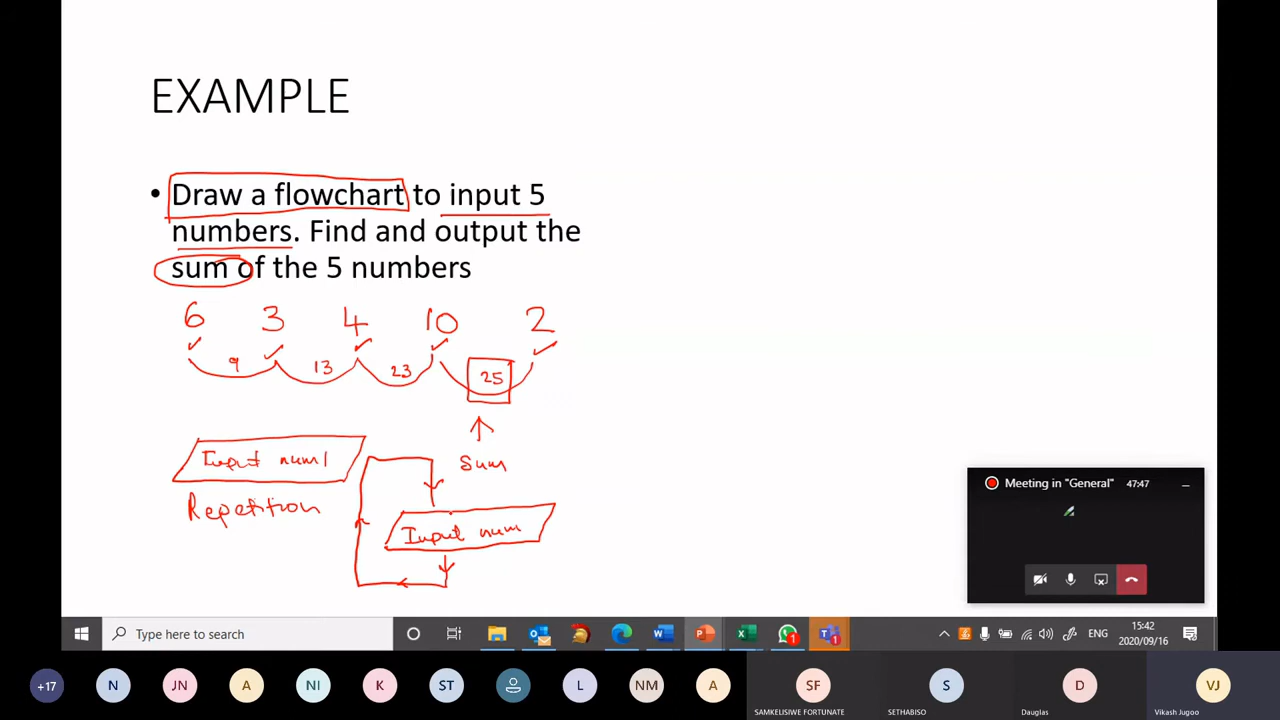 EXAMPLE
• Draw a flowchart to input 5
numbers. Find and output the
sum of the 5 numbers
6 3 4 10 2
9 13 23 25
Sum
Input num1
Repetition
Input num
Meeting in "General" 47:47
Type here to search
1
1
ENG
15:42
2020/09/16
+17 N JN A NI K ST L NM A SF S D VJ
SAMKELISIWE FORTUNATE SETHABISO Dauglas Vikash Jugoo